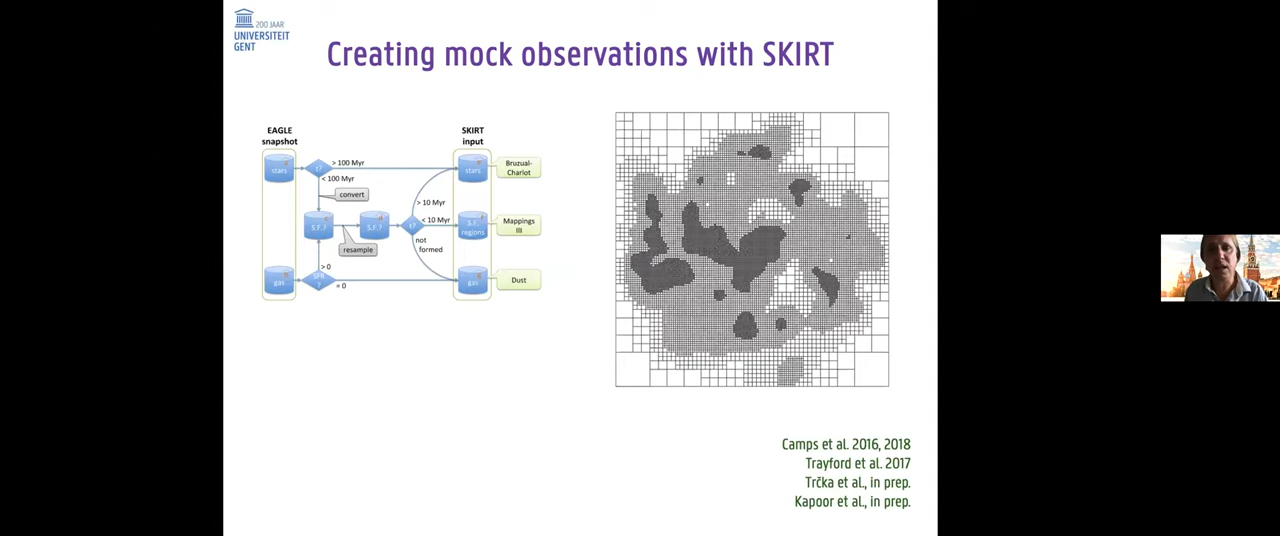 200 JAAR
UNIVERSITEIT
GENT
Creating mock observations with SKIRT
EAGLE
snapshot
SKIRT
input
stars
t?
> 100 Myr
< 100 Myr
stars
Bruzual-
Charlot
convert
> 10 Myr
S.F.?
S.F.?
t?
< 10 Myr
S.F.
regions
Mappings
III
resample
not
formed
> 0
gas
SFR
?
= 0
gas
Dust
Camps et al. 2016, 2018
Trayford et al. 2017
Trčka et al., in prep.
Kapoor et al., in prep.